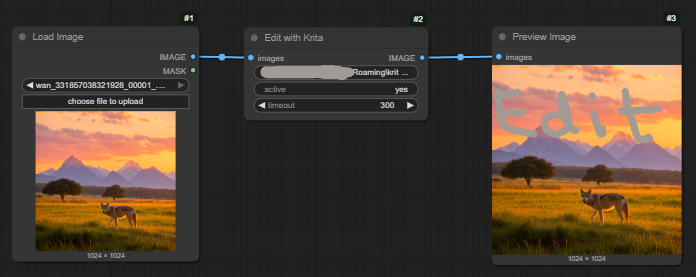 #1
Load Image
IMAGE
MASK
wan_331857038321928_00001_....
choose file to upload
1024 × 1024
#2
Edit with Krita
images
IMAGE
Roaming\krit ...
active
yes
timeout
300
#3
Preview Image
images
Edit
1024 × 1024